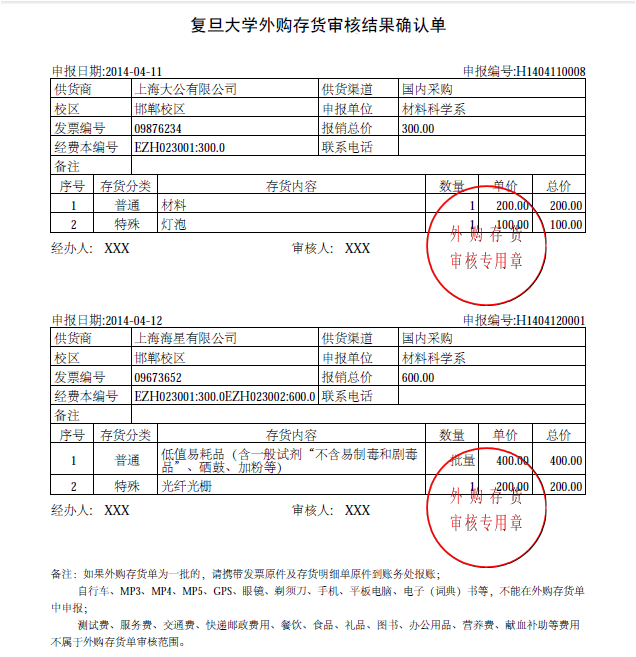 复旦大学外购存货审核结果确认单
申报日期:2014-04-11 申报编号:H1404110008
供货商 上海大公有限公司 供货渠道 国内采购
校区 邯郸校区 申报单位 材料科学系
发票编号 09876234 报销总价 300.00
经费本编号 EZH023001:300.0 联系电话
备注
序号 存货分类 存货内容 数量 单价 总价
1 普通 材料 1 200.00 200.00
2 特殊 灯泡 1 100.00 100.00
外购存货
审核专用章
经办人: XXX 审核人: XXX
申报日期:2014-04-12 申报编号:H1404120001
供货商 上海海星有限公司 供货渠道 国内采购
校区 邯郸校区 申报单位 材料科学系
发票编号 09673652 报销总价 600.00
经费本编号 EZH023001:300.0EZH023002:600.0 联系电话
备注
序号 存货分类 存货内容 数量 单价 总价
1 普通 低值易耗品（含一般试剂“不含易制毒和剧毒
品”、硒鼓、加粉等） 批量 400.00 400.00
2 特殊 光纤光栅 1 200.00 200.00
外购存货
审核专用章
经办人: XXX 审核人: XXX
备注：如果外购存货单为一批的，请携带发票原件及存货明细单原件到账务处报账；
自行车、MP3、MP4、MP5、GPS、眼镜、剃须刀、手机、平板电脑、电子（词典）书等，不能在外购存货单
中申报；
测试费、服务费、交通费、快递邮政费用、餐饮、食品、礼品、图书、办公用品、营养费、献血补助等费用
不属于外购存货单审核范围。